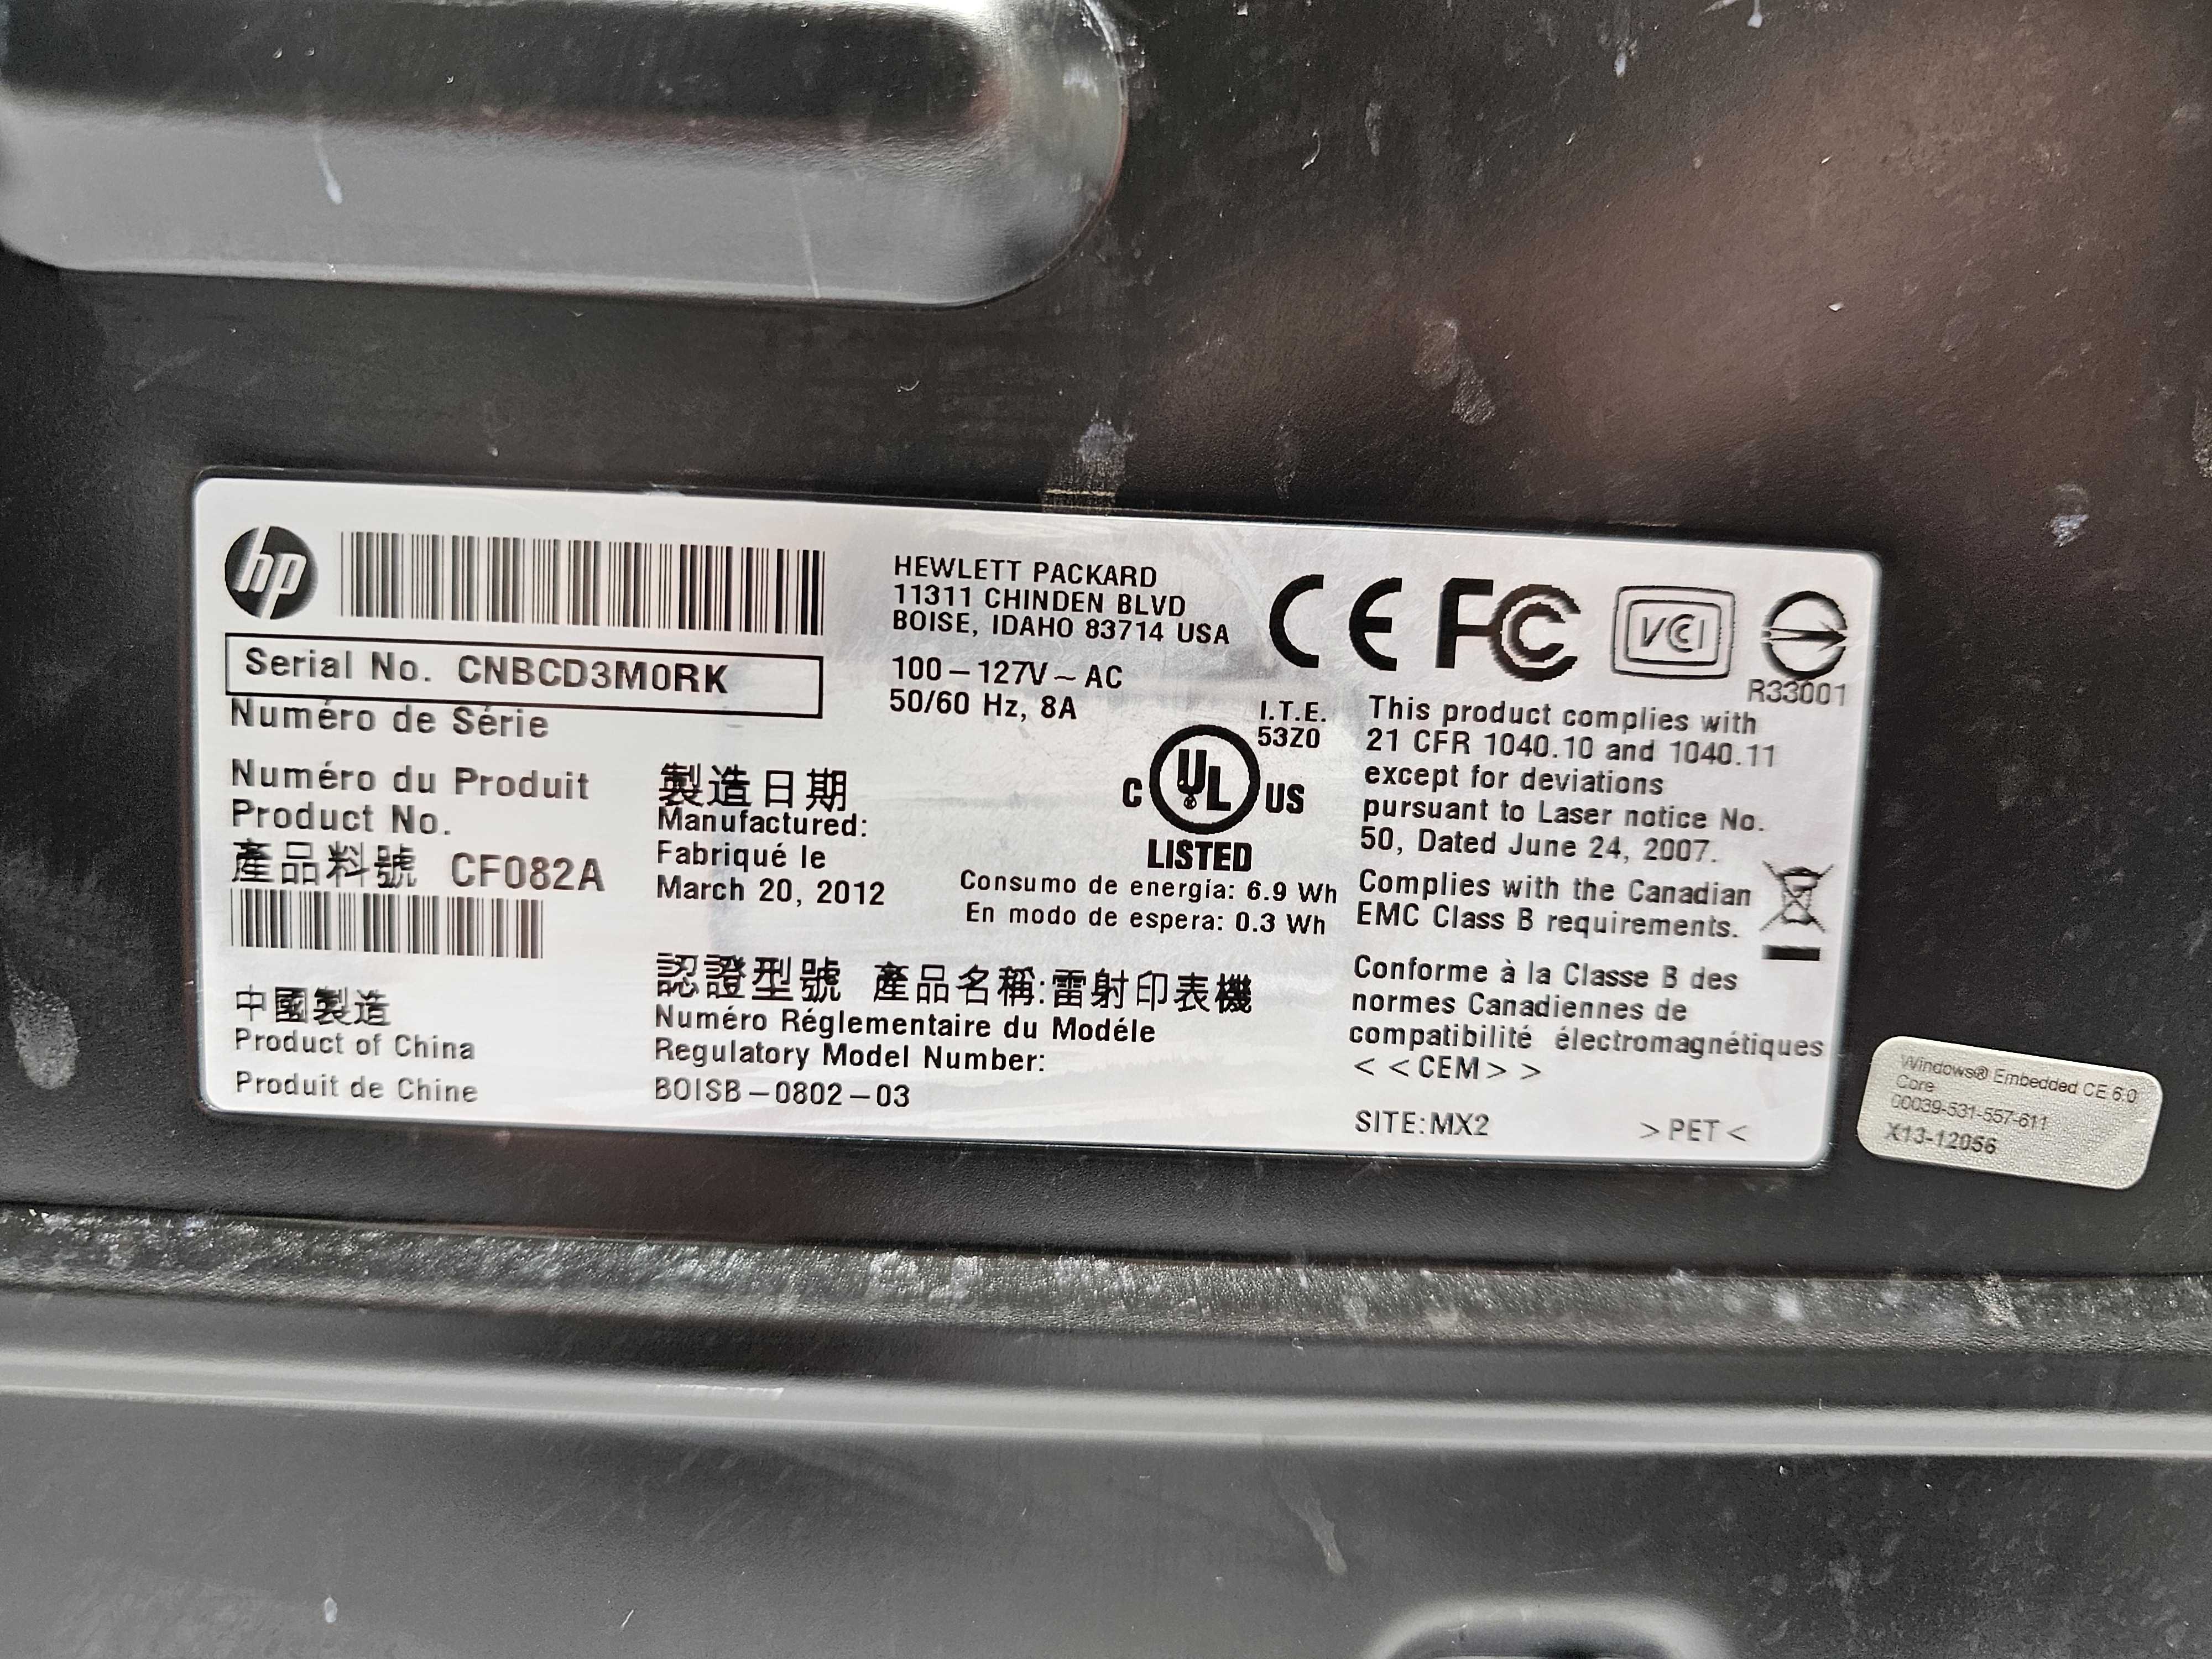 hp
Serial No. CNBCD3M0RK
Numéro de Série
Numéro du Produit
Product No.
產品料號 CF082A
中國製造
Product of China
Produit de Chine
製造日期
Manufactured:
Fabriqué le
March 20, 2012
HEWLETT PACKARD
11311 CHINDEN BLVD
BOISE, IDAHO 83714 USA
100-127V~AC
50/60 Hz, 8A
I.T.E.
53Z0
C UL US
LISTED
Consumo de energía: 6.9 Wh
En modo de espera: 0.3 Wh
認證型號 產品名稱:雷射印表機
Numéro Réglementaire du Modéle
Regulatory Model Number:
BOISB-0802-03
CE FC VCI
R33001
This product complies with
21 CFR 1040.10 and 1040.11
except for deviations
pursuant to Laser notice No.
50, Dated June 24, 2007.
Complies with the Canadian
EMC Class B requirements.
Conforme à la Classe B des
normes Canadiennes de
compatibilité électromagnétiques
< <CEM> >
SITE:MX2 >PET<
Windows® Embedded CE 6.0
Core
00039-531-557-611
X13-12056